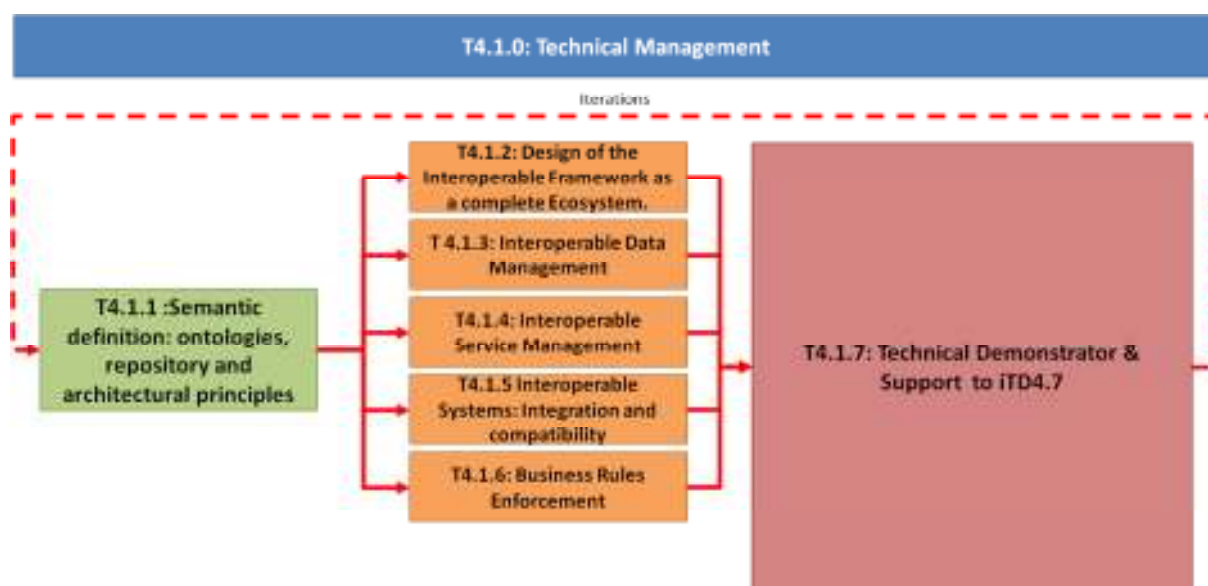 T4.1.0: Technical Management
Iterations
T4.1.2: Design of the
Interoperable Framework as
a complete Ecosystem.
T 4.1.3: Interoperable Data
Management
T4.1.1 :Semantic
definition: ontologies,
repository and
architectural principles
T4.1.4: Interoperable
Service Management
T4.1.5 Interoperable
Systems: Integration and
compatibility
T4.1.6: Business Rules
Enforcement
T4.1.7: Technical Demonstrator &
Support to iTD4.7